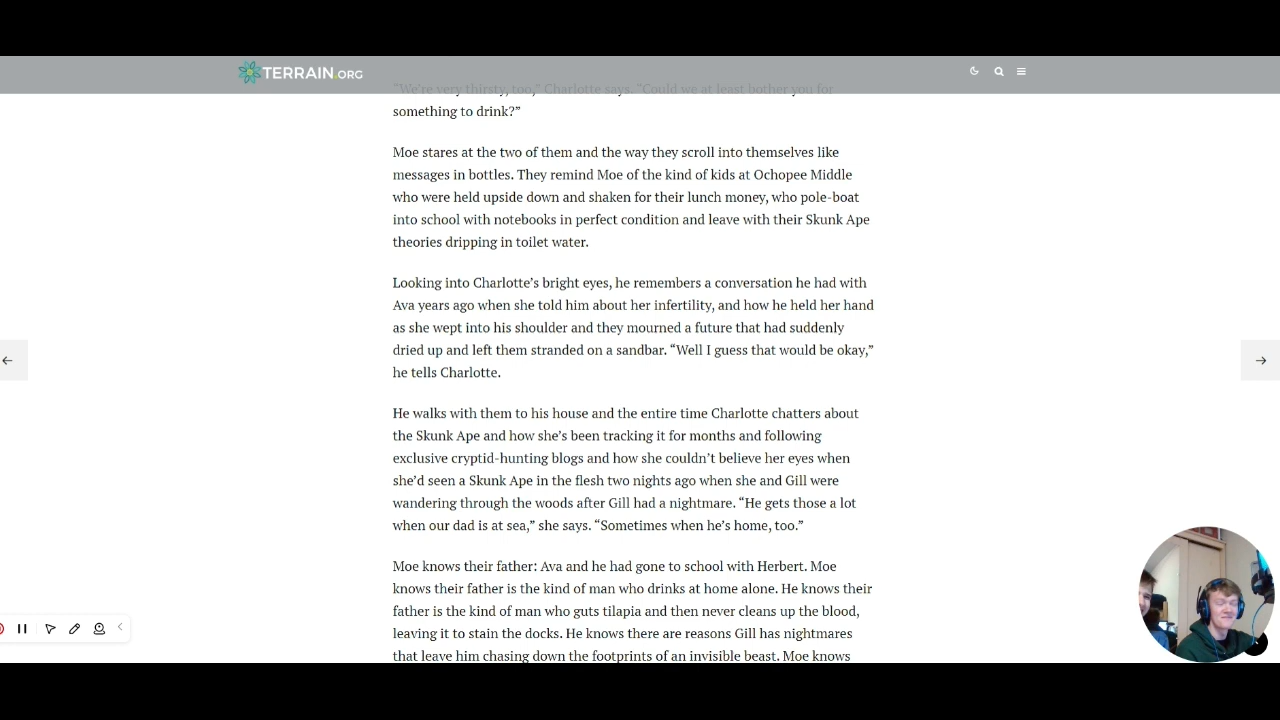 TERRAIN.ORG
“We're very thirsty, too,” Charlotte says. “Could we at least bother you for
something to drink?”
Moe stares at the two of them and the way they scroll into themselves like
messages in bottles. They remind Moe of the kind of kids at Ochopee Middle
who were held upside down and shaken for their lunch money, who pole-boat
into school with notebooks in perfect condition and leave with their Skunk Ape
theories dripping in toilet water.
Looking into Charlotte’s bright eyes, he remembers a conversation he had with
Ava years ago when she told him about her infertility, and how he held her hand
as she wept into his shoulder and they mourned a future that had suddenly
dried up and left them stranded on a sandbar. “Well I guess that would be okay,”
he tells Charlotte.
He walks with them to his house and the entire time Charlotte chatters about
the Skunk Ape and how she’s been tracking it for months and following
exclusive cryptid-hunting blogs and how she couldn’t believe her eyes when
she’d seen a Skunk Ape in the flesh two nights ago when she and Gill were
wandering through the woods after Gill had a nightmare. “He gets those a lot
when our dad is at sea,” she says. “Sometimes when he’s home, too.”
Moe knows their father: Ava and he had gone to school with Herbert. Moe
knows their father is the kind of man who drinks at home alone. He knows their
father is the kind of man who guts tilapia and then never cleans up the blood,
leaving it to stain the docks. He knows there are reasons Gill has nightmares
that leave him chasing down the footprints of an invisible beast. Moe knows